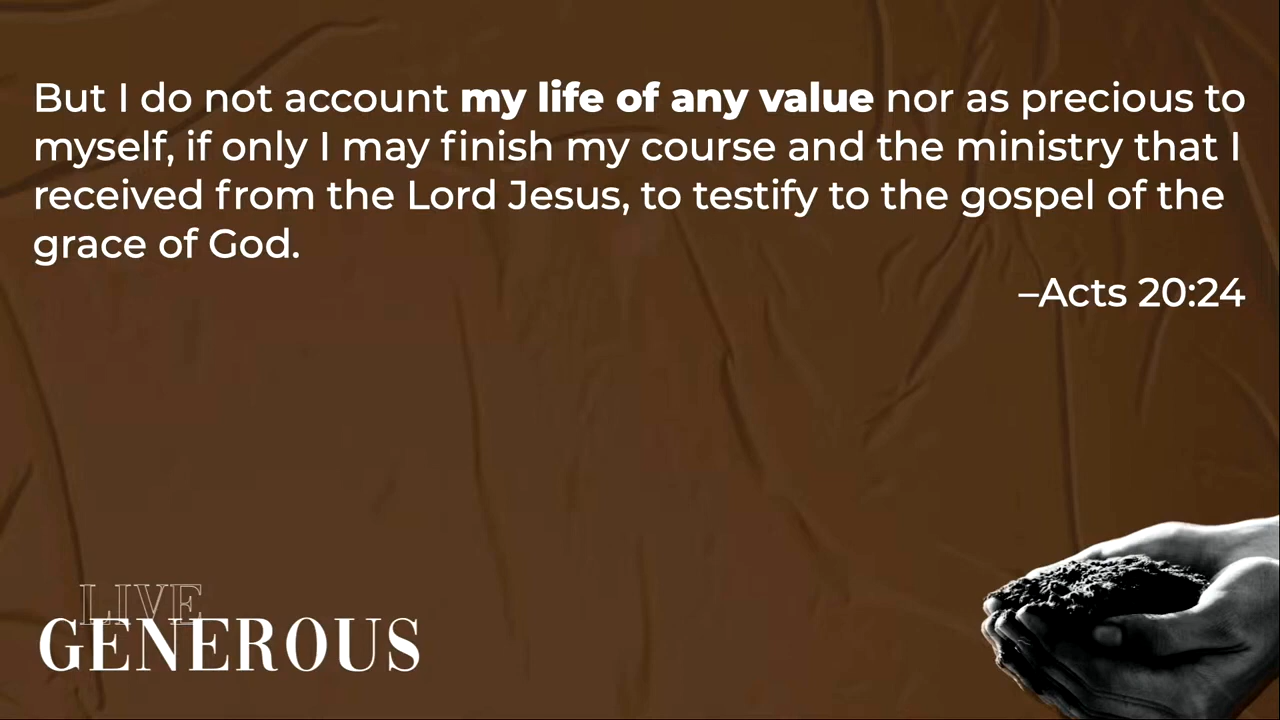 But I do not account my life of any value nor as precious to
myself, if only I may finish my course and the ministry that I
received from the Lord Jesus, to testify to the gospel of the
grace of God.
–Acts 20:24
LIVE
GENEROUS